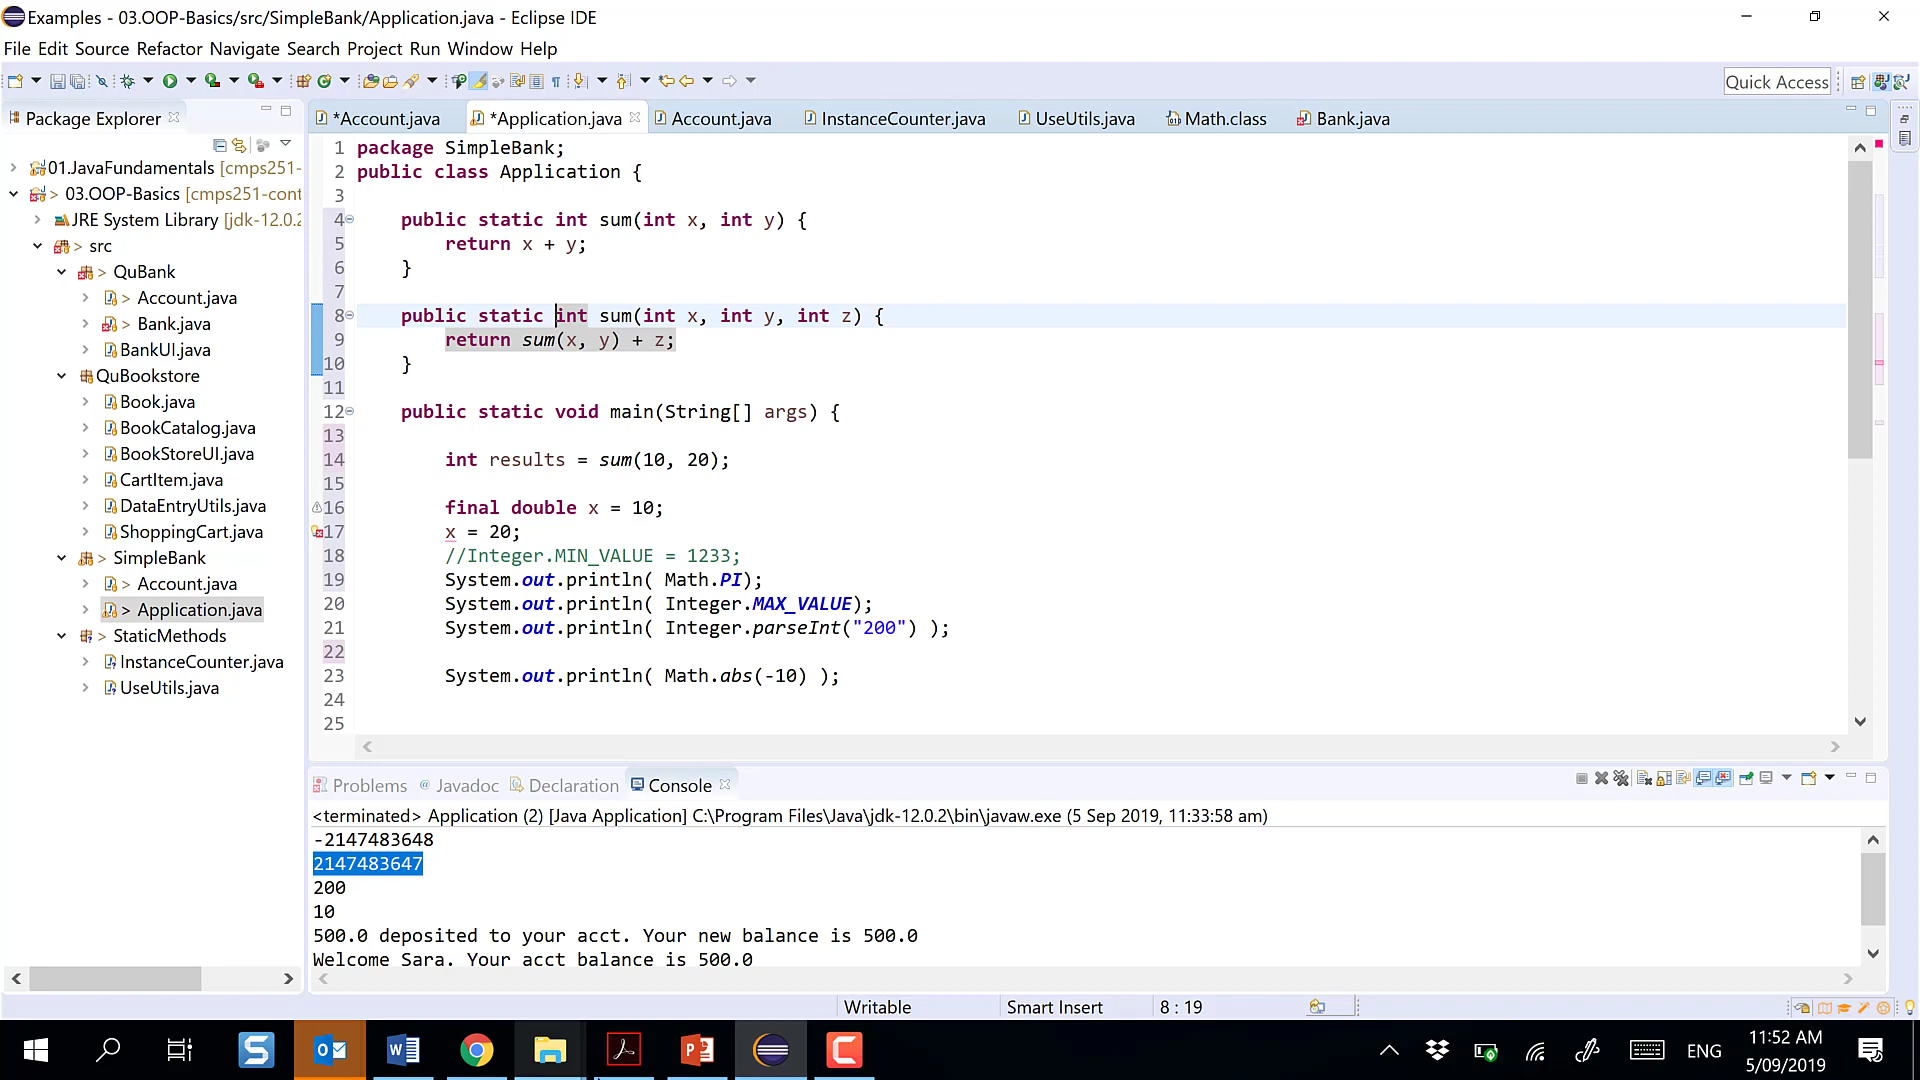 Examples - 03.OOP-Basics/src/SimpleBank/Application.java - Eclipse IDE
File Edit Source Refactor Navigate Search Project Run Window Help
Quick Access
Package Explorer
*Account.java
*Application.java
Account.java
InstanceCounter.java
UseUtils.java
Math.class
Bank.java
01.JavaFundamentals [cmps251-
> 03.OOP-Basics [cmps251-cont
JRE System Library [jdk-12.0.2
> src
> QuBank
> Account.java
> Bank.java
BankUI.java
QuBookstore
Book.java
BookCatalog.java
BookStoreUI.java
CartItem.java
DataEntryUtils.java
ShoppingCart.java
> SimpleBank
> Account.java
> Application.java
> StaticMethods
InstanceCounter.java
UseUtils.java
1 package SimpleBank;
2 public class Application {
3
4 public static int sum(int x, int y) {
5 return x + y;
6 }
7
8 public static int sum(int x, int y, int z) {
9 return sum(x, y) + z;
10 }
11
12 public static void main(String[] args) {
13
14 int results = sum(10, 20);
15
16 final double x = 10;
17 x = 20;
18 //Integer.MIN_VALUE = 1233;
19 System.out.println( Math.PI);
20 System.out.println( Integer.MAX_VALUE);
21 System.out.println( Integer.parseInt("200") );
22
23 System.out.println( Math.abs(-10) );
24
25
Problems
Javadoc
Declaration
Console
<terminated> Application (2) [Java Application] C:\Program Files\Java\jdk-12.0.2\bin\javaw.exe (5 Sep 2019, 11:33:58 am)
-2147483648
2147483647
200
10
500.0 deposited to your acct. Your new balance is 500.0
Welcome Sara. Your acct balance is 500.0
Writable
Smart Insert
8 : 19
ENG
11:52 AM
5/09/2019